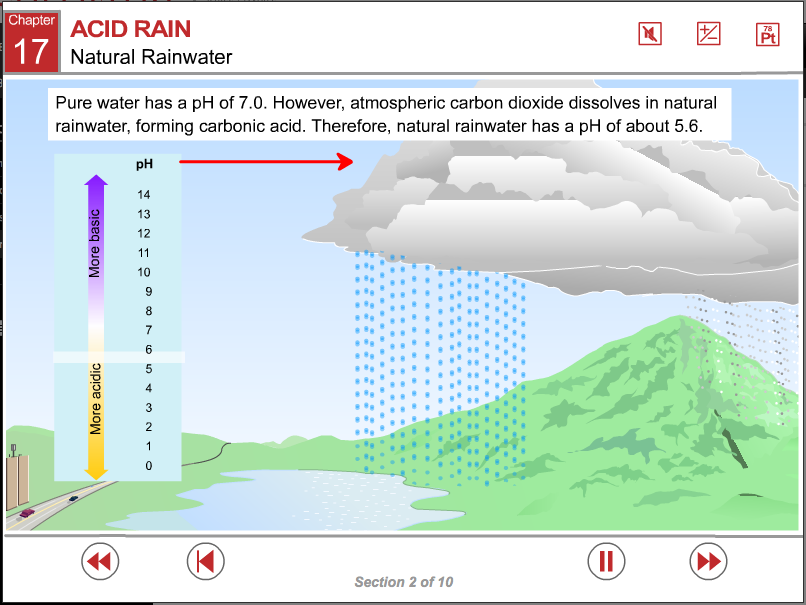 Chapter
17
ACID RAIN
Natural Rainwater
78
Pt
Pure water has a pH of 7.0. However, atmospheric carbon dioxide dissolves in natural
rainwater, forming carbonic acid. Therefore, natural rainwater has a pH of about 5.6.
pH
14
13
12
11
10
9
8
7
6
5
4
3
2
1
0
More basic
More acidic
Section 2 of 10